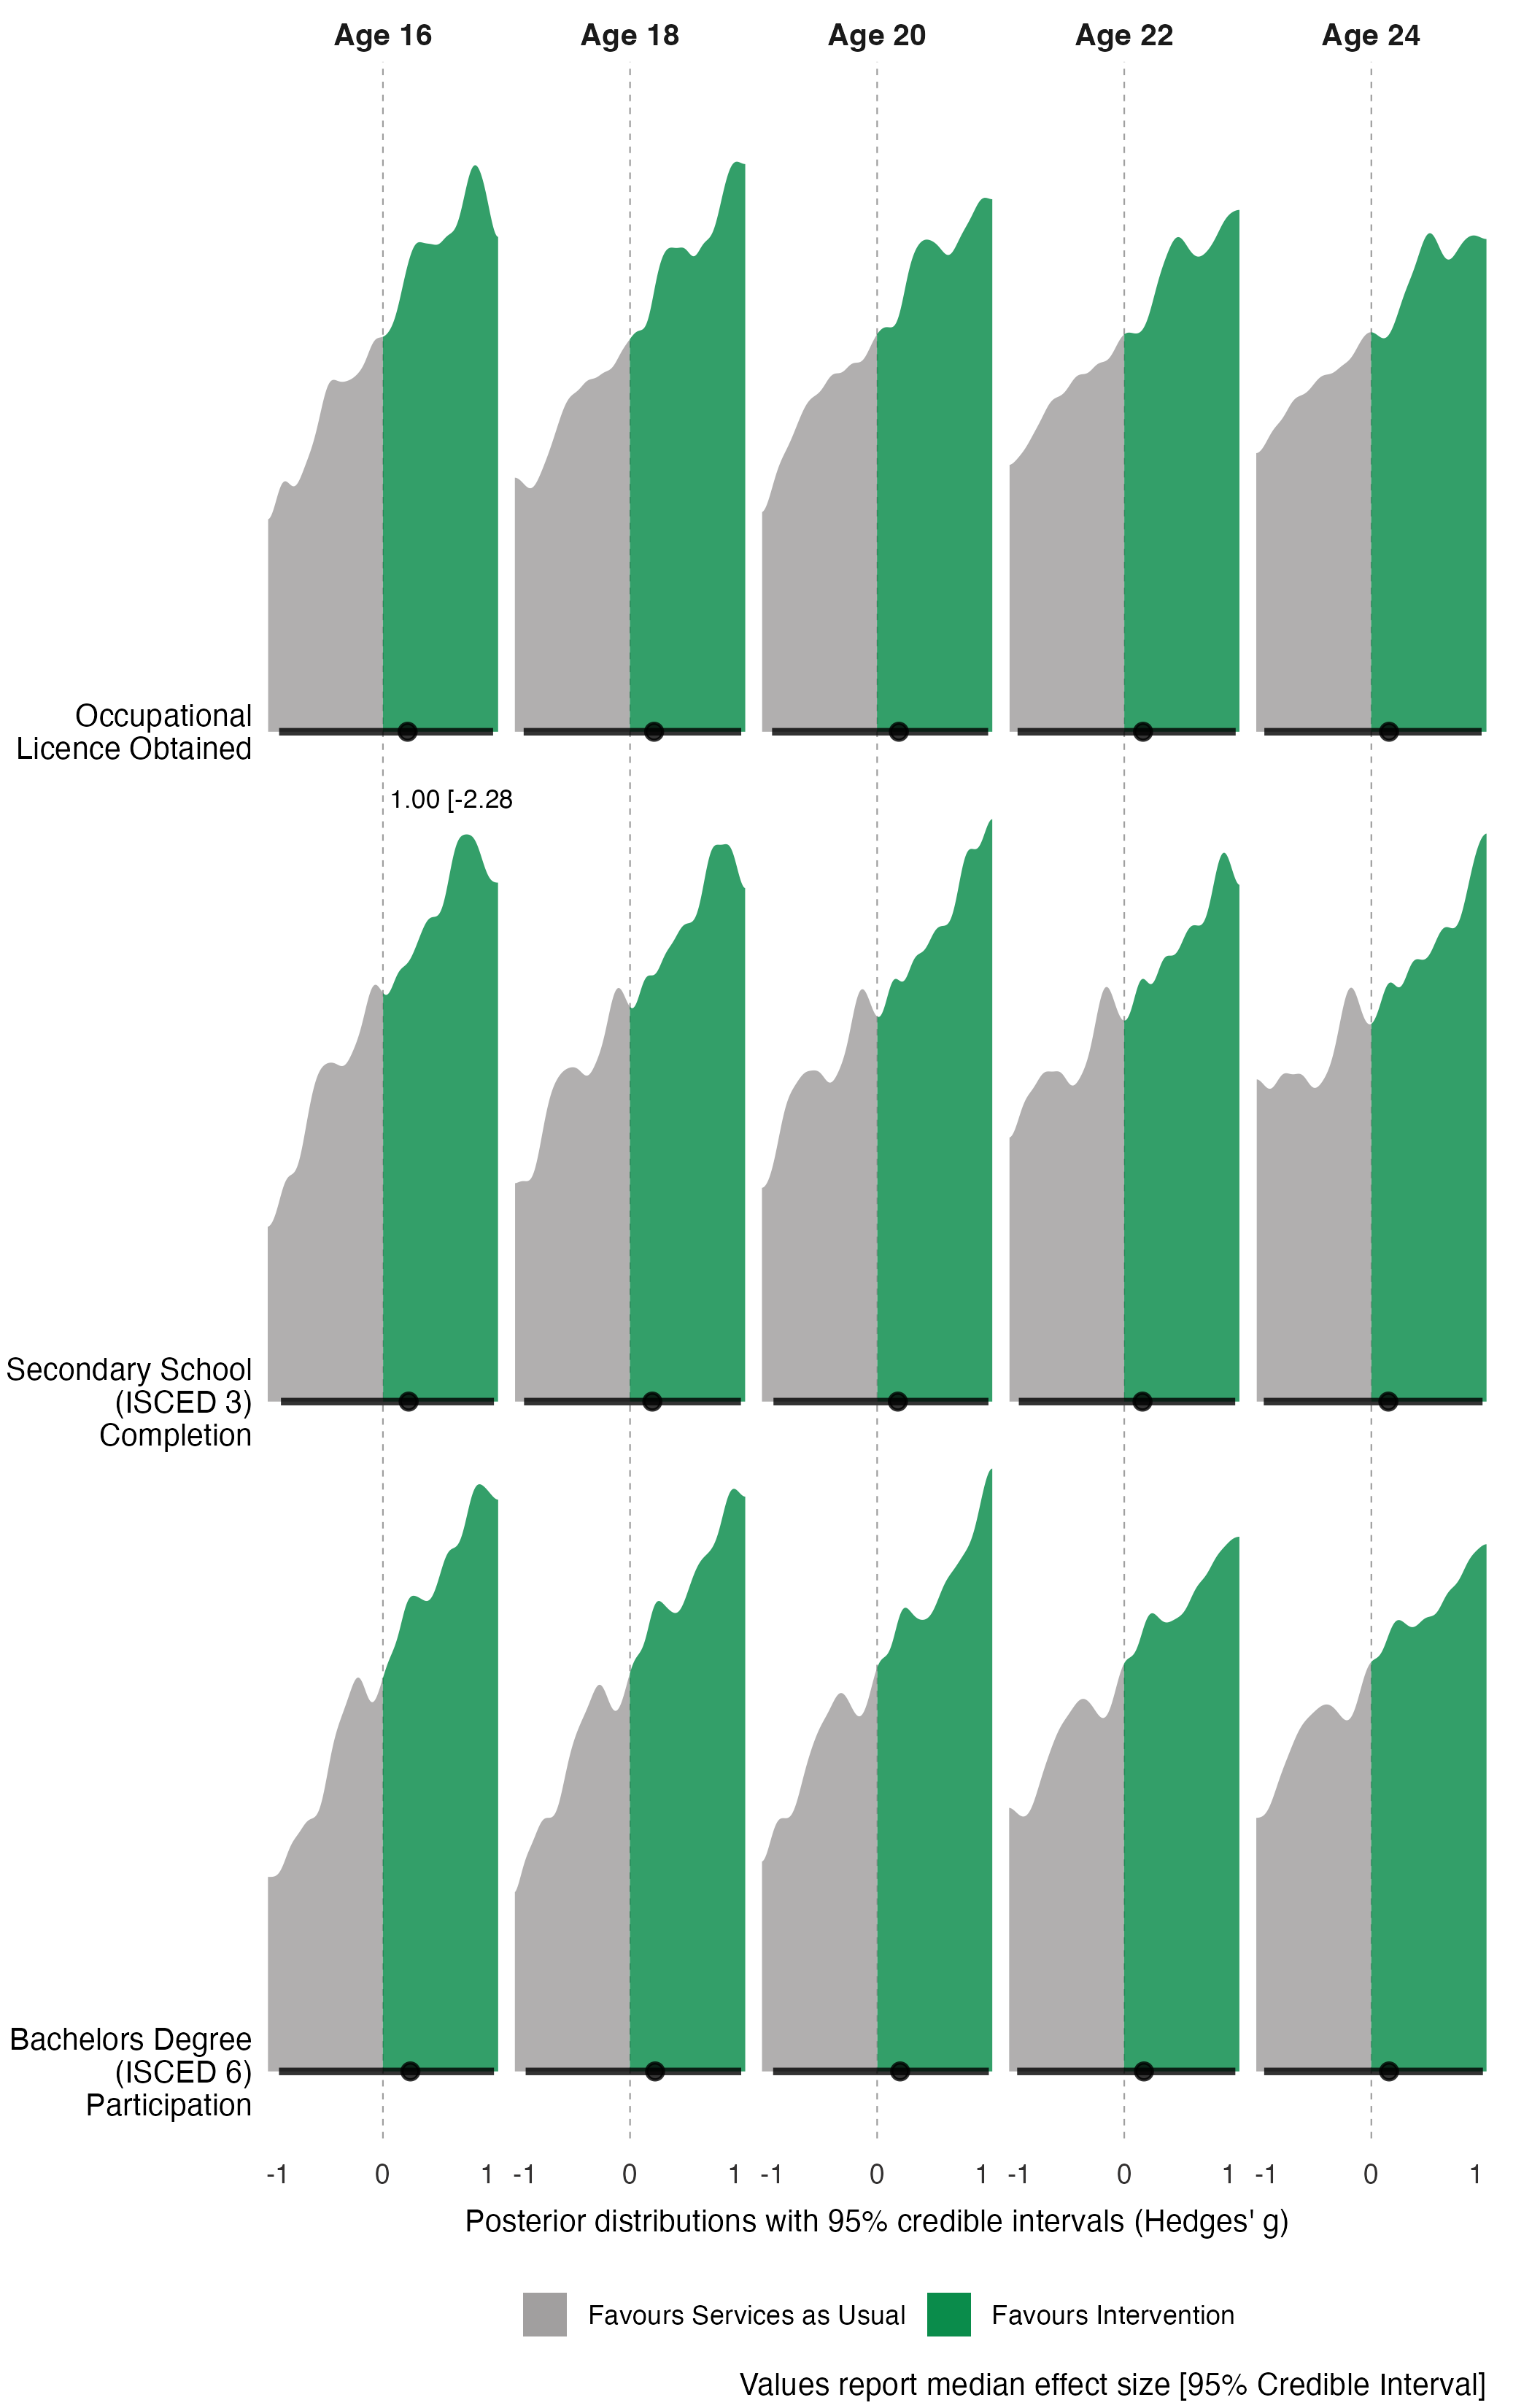 Age 16 Age 18 Age 20 Age 22 Age 24
Occupational
Licence Obtained
1.00 [-2.28
Secondary School
(ISCED 3)
Completion
Bachelors Degree
(ISCED 6)
Participation
-1 0 1 -1 0 1 -1 0 1 -1 0 1 -1 0 1
Posterior distributions with 95% credible intervals (Hedges' g)
Favours Services as Usual Favours Intervention
Values report median effect size [95% Credible Interval]